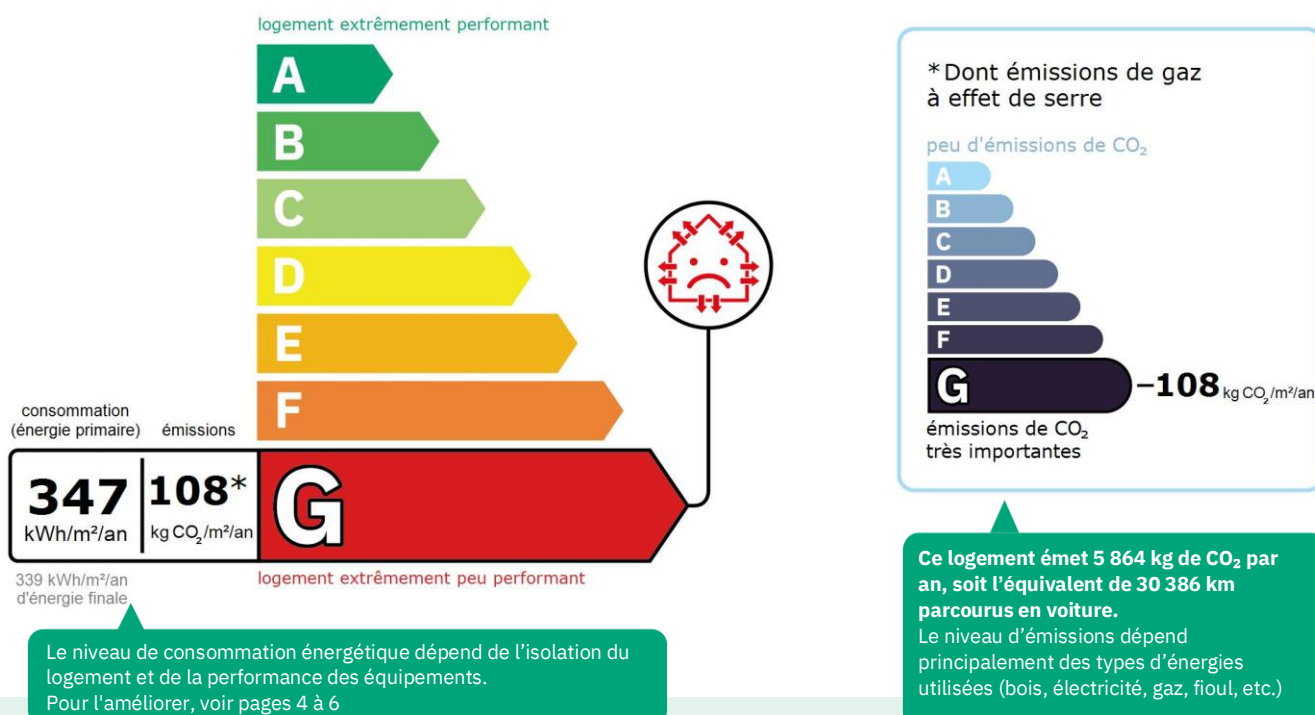 logement extrêmement performant
A
B
C
D
E
F
G
consommation
(énergie primaire)
émissions
347
kWh/m²/an
108*
kg CO₂/m²/an
339 kWh/m²/an
d'énergie finale
logement extrêmement peu performant
Le niveau de consommation énergétique dépend de l’isolation du
logement et de la performance des équipements.
Pour l'améliorer, voir pages 4 à 6
*Dont émissions de gaz
à effet de serre
peu d'émissions de CO₂
A
B
C
D
E
F
G
–108 kg CO₂/m²/an
émissions de CO₂
très importantes
Ce logement émet 5 864 kg de CO₂ par
an, soit l’équivalent de 30 386 km
parcourus en voiture.
Le niveau d’émissions dépend
principalement des types d’énergies
utilisées (bois, électricité, gaz, fioul, etc.)